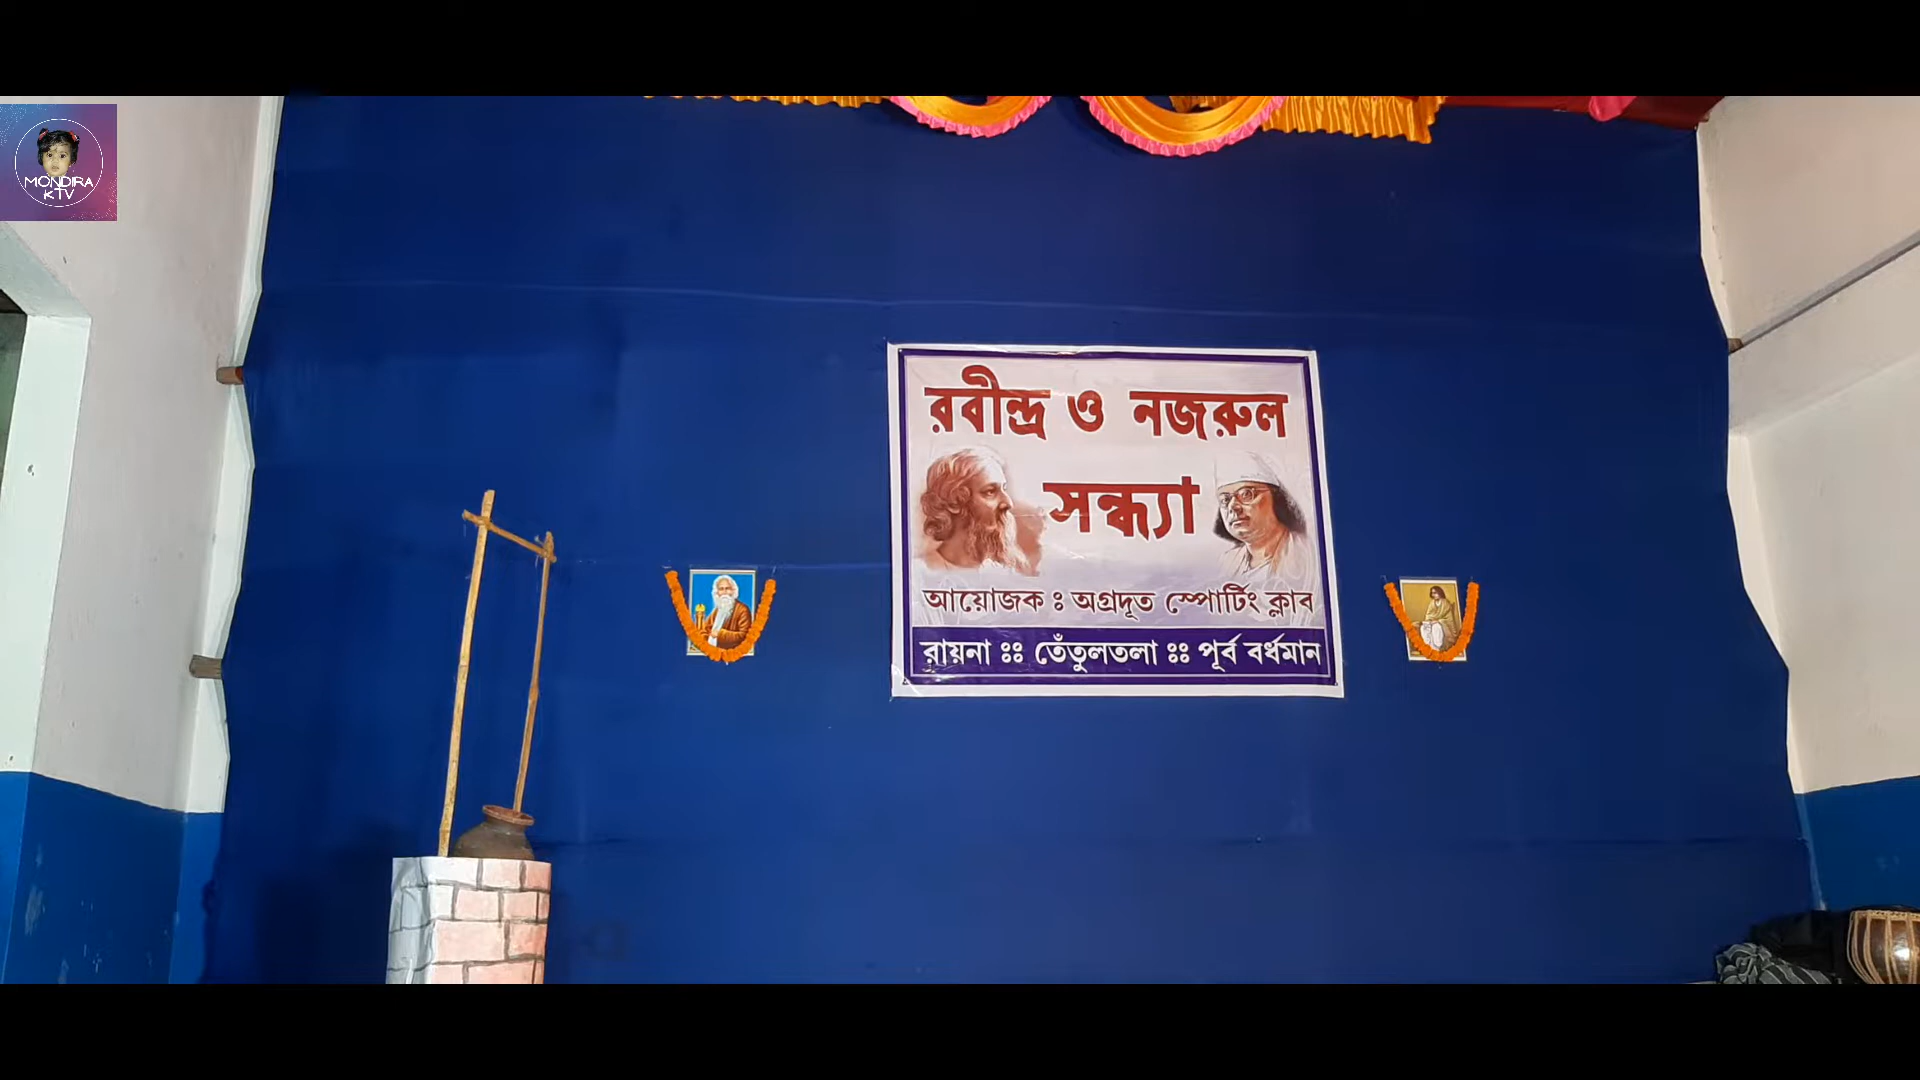 MONDIRA
KTV
রবীন্দ্র ও নজরুল
সন্ধ্যা
আয়োজক ঃ অগ্রদূত স্পোর্টিং ক্লাব
রায়না ঃঃ তেঁতুলতলা ঃঃ পূর্ব বর্ধমান